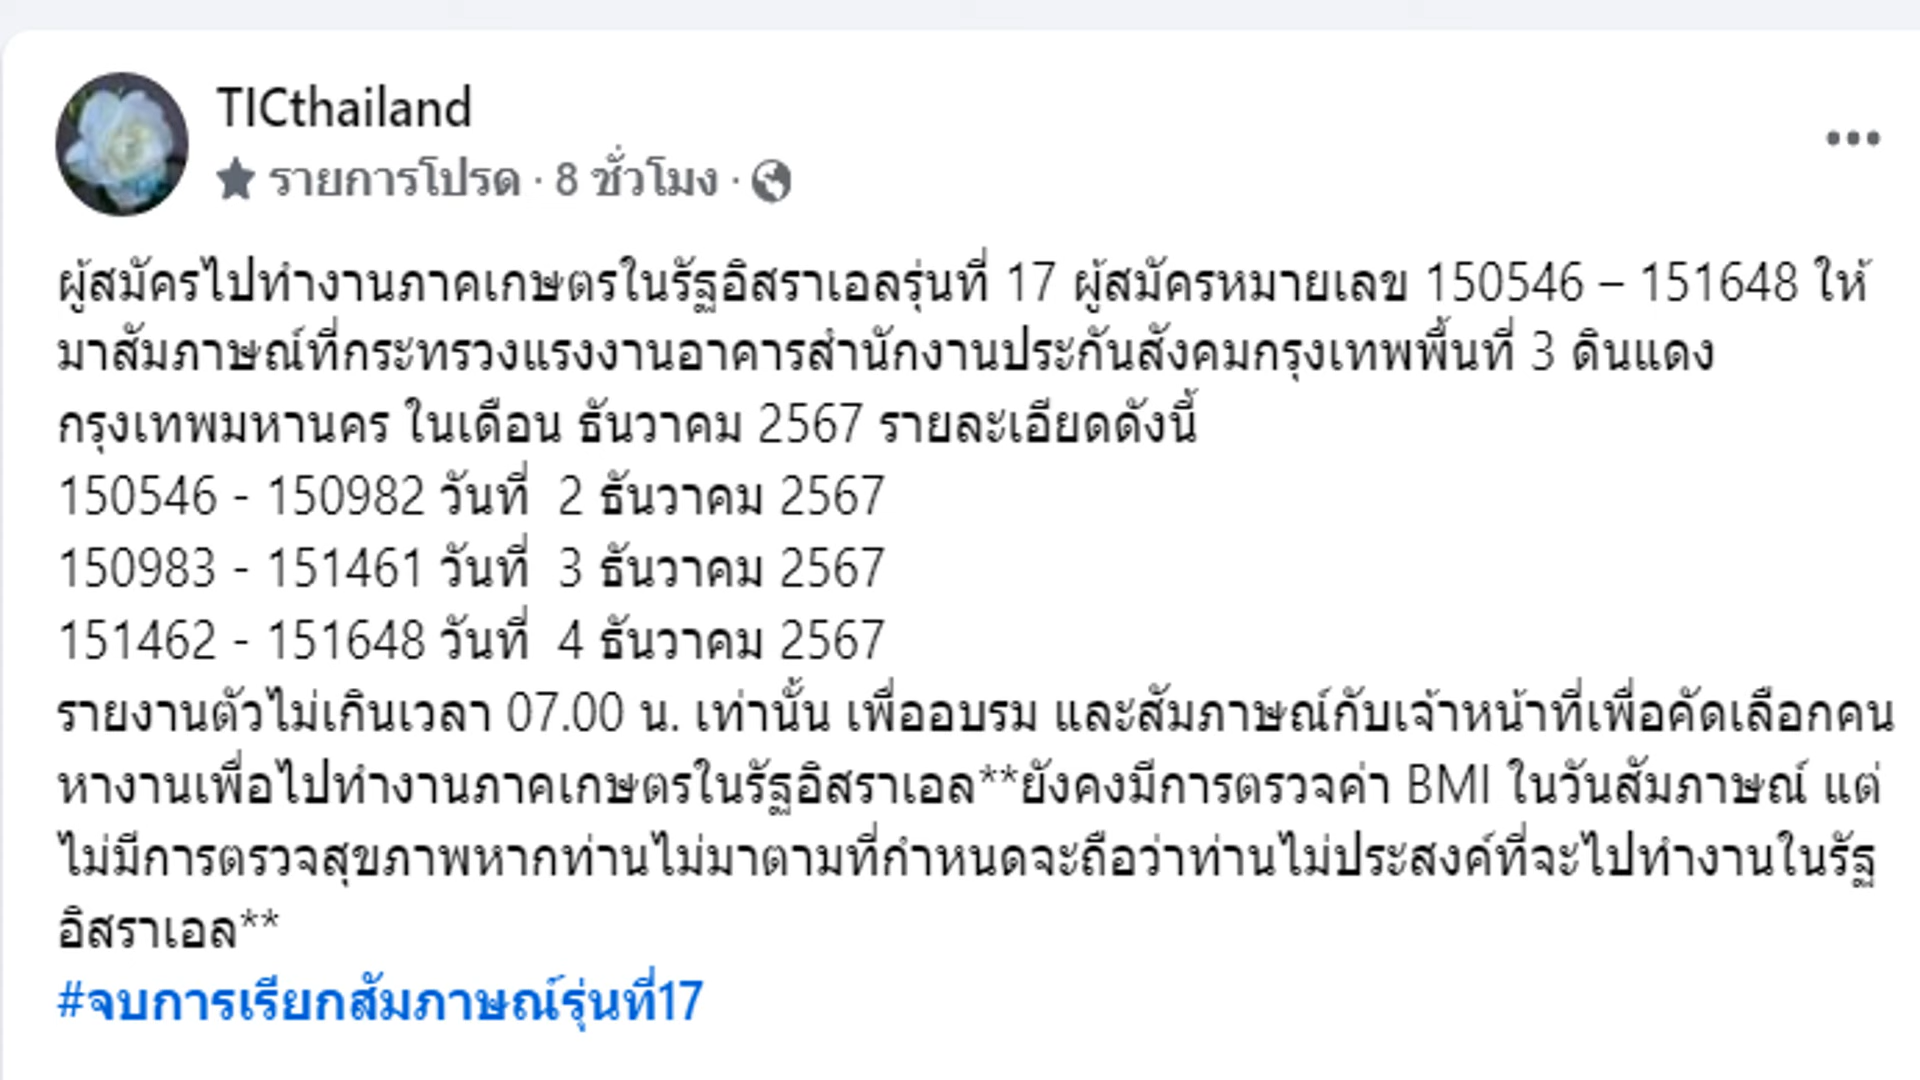 TICthailand
รายการโปรด · 8 ชั่วโมง ·
ผู้สมัครไปทำงานภาคเกษตรในรัฐอิสราเอลรุ่นที่ 17 ผู้สมัครหมายเลข 150546 – 151648 ให้
มาสัมภาษณ์ที่กระทรวงแรงงานอาคารสำนักงานประกันสังคมกรุงเทพพื้นที่ 3 ดินแดง
กรุงเทพมหานคร ในเดือน ธันวาคม 2567 รายละเอียดดังนี้
150546 - 150982 วันที่  2 ธันวาคม 2567
150983 - 151461 วันที่  3 ธันวาคม 2567
151462 - 151648 วันที่  4 ธันวาคม 2567
รายงานตัวไม่เกินเวลา 07.00 น. เท่านั้น เพื่ออบรม และสัมภาษณ์กับเจ้าหน้าที่เพื่อคัดเลือกคน
หางานเพื่อไปทำงานภาคเกษตรในรัฐอิสราเอล**ยังคงมีการตรวจค่า BMI ในวันสัมภาษณ์ แต่
ไม่มีการตรวจสุขภาพหากท่านไม่มาตามที่กำหนดจะถือว่าท่านไม่ประสงค์ที่จะไปทำงานในรัฐ
อิสราเอล**
#จบการเรียกสัมภาษณ์รุ่นที่17